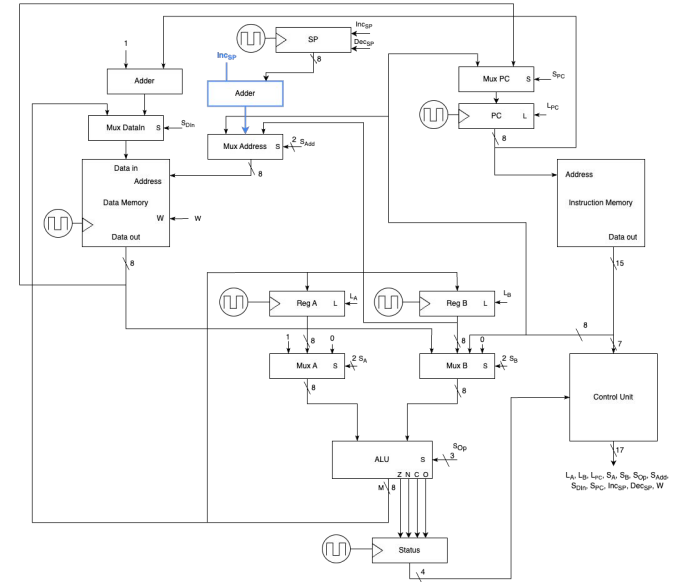 Inc_SP
SP
Dec_SP
1
Inc_SP
8
Mux PC S
S_PC
Adder
Adder
L_PC
PC L
Mux DataIn S
S_DIn
8
Mux Address S
2 S_Add
Data in
Address
8
Address
Data Memory
Instruction Memory
W
W
Data out
Data out
8
15
L_A
L_B
Reg A L
Reg B L
8
1
8
0
8
0
7
Mux A S
2 S_A
Mux B S
2 S_B
8
8
Control Unit
S_Op
ALU S
3
17
Z N C O
M
8
L_A, L_B, L_PC, S_A, S_B, S_Op, S_Add,
S_DIn, S_PC, Inc_SP, Dec_SP, W
Status
4